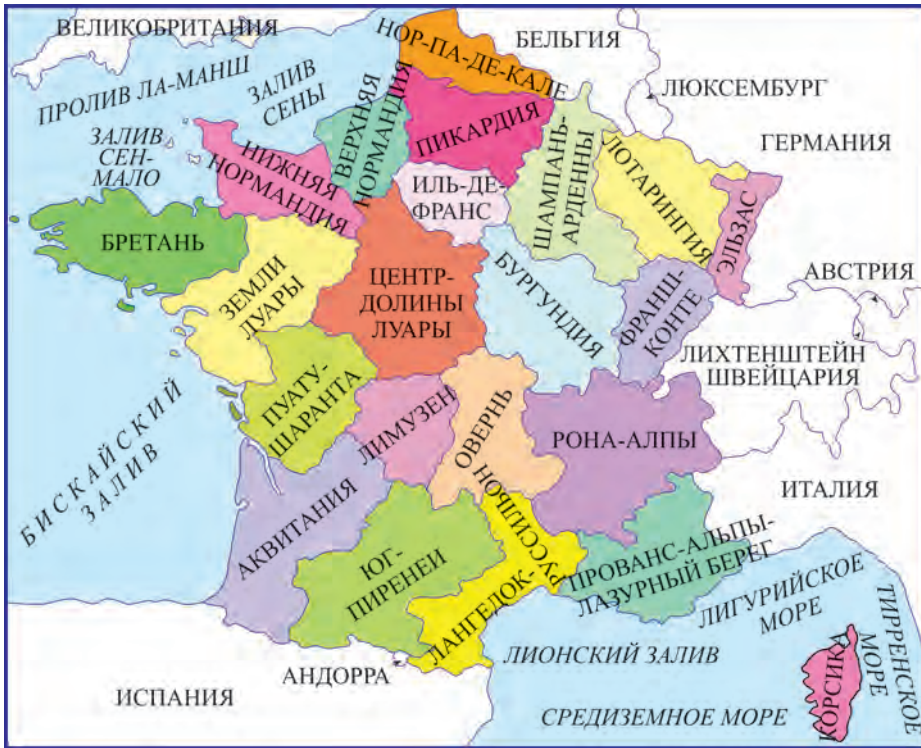 ВЕЛИКОБРИТАНИЯ
БЕЛЬГИЯ
НОР-ПА-ДЕ-КАЛЕ
ПРОЛИВ ЛА-МАНШ
ЗАЛИВ
СЕНЫ
ЛЮКСЕМБУРГ
ВЕРХНЯЯ
НОРМАНДИЯ
ПИКАРДИЯ
ГЕРМАНИЯ
ЗАЛИВ
СЕН-
МАЛО
НИЖНЯЯ
НОРМАНДИЯ
ИЛЬ-ДЕ-
ФРАНС
ШАМПАНЬ-
АРДЕННЫ
ЛОТАРИНГИЯ
ЭЛЬЗАС
БРЕТАНЬ
ЗЕМЛИ
ЛУАРЫ
ЦЕНТР-
ДОЛИНЫ
ЛУАРЫ
БУРГУНДИЯ
ФРАНШ-
КОНТЕ
АВСТРИЯ
ЛИХТЕНШТЕЙН
ШВЕЙЦАРИЯ
ПУАТУ-
ШАРАНТА
ЛИМУЗЕН
ОВЕРНЬ
РОНА-АЛПЫ
БИСКАЙСКИЙ
ЗАЛИВ
ИТАЛИЯ
АКВИТАНИЯ
ЮГ-
ПИРЕНЕИ
ЛАНГЕДОК-
РУССИЛЬОН
ПРОВАНС-АЛЬПЫ-
ЛАЗУРНЫЙ БЕРЕГ
ЛИГУРИЙСКОЕ
МОРЕ
ТИРРЕНСКОЕ
МОРЕ
АНДОРРА
ЛИОНСКИЙ ЗАЛИВ
ИСПАНИЯ
СРЕДИЗЕМНОЕ МОРЕ
КОРСИКА